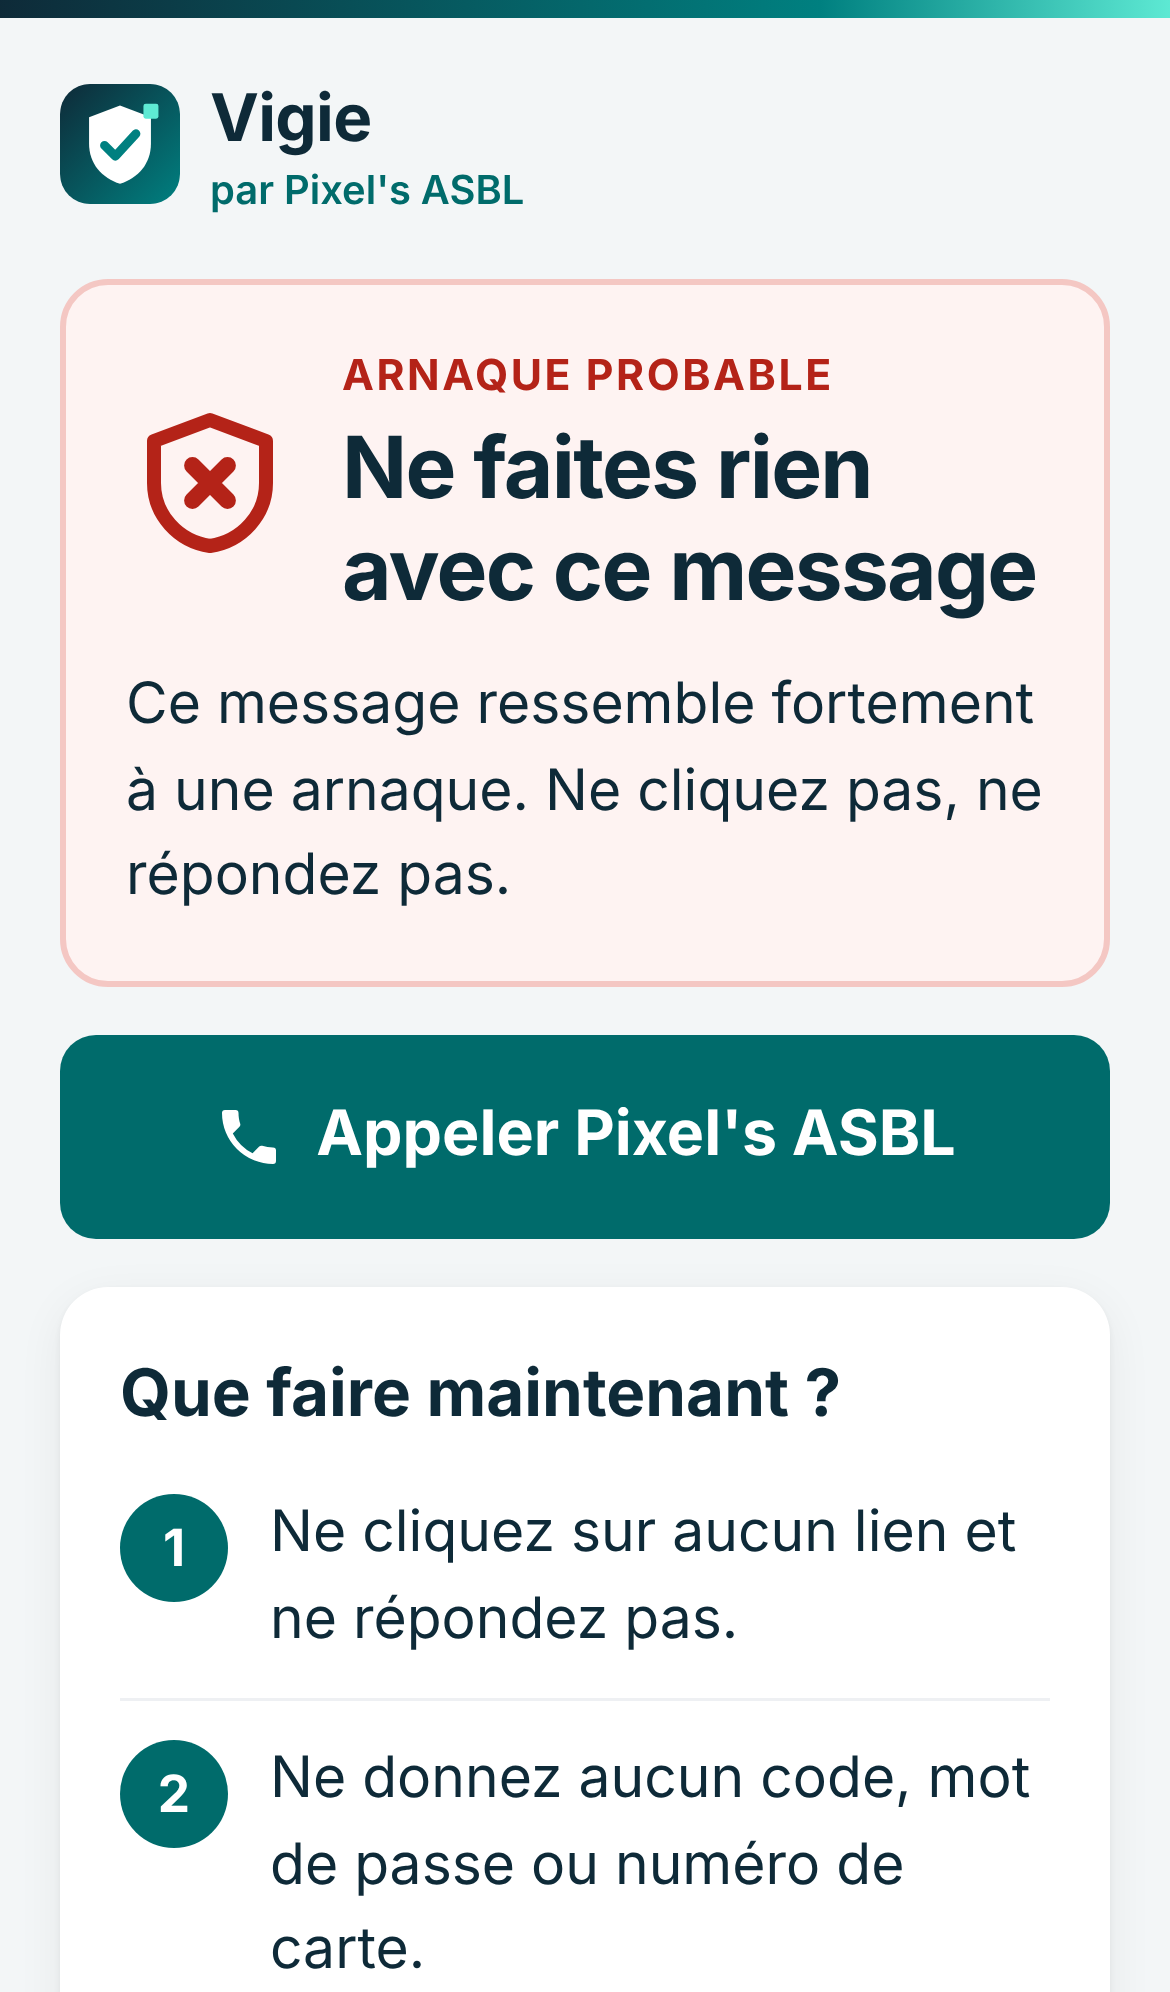 Vigie
par Pixel's ASBL
ARNAQUE PROBABLE
Ne faites rien
avec ce message
Ce message ressemble fortement
à une arnaque. Ne cliquez pas, ne
répondez pas.
Appeler Pixel's ASBL
Que faire maintenant ?
1
Ne cliquez sur aucun lien et
ne répondez pas.
2
Ne donnez aucun code, mot
de passe ou numéro de
carte.